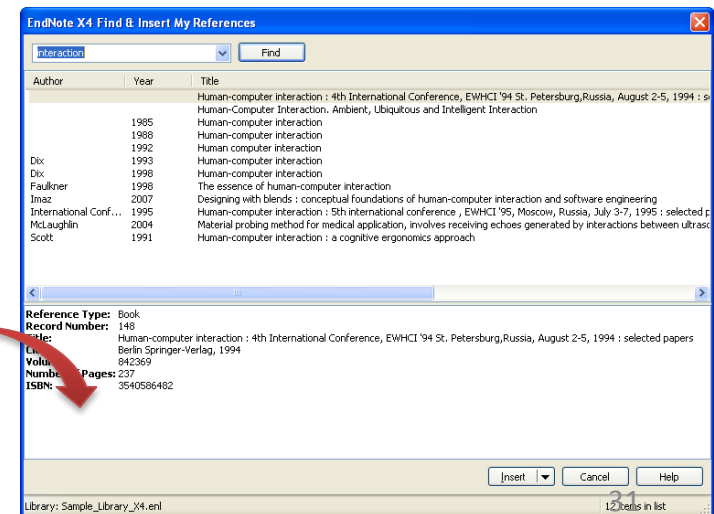 EndNote X4 Find & Insert My References
interaction Find
Author Year Title
Human-computer interaction : 4th International Conference, EWHCI '94 St. Petersburg,Russia, August 2-5, 1994 : se
Human-Computer Interaction. Ambient, Ubiquitous and Intelligent Interaction
1985 Human-computer interaction
1988 Human-computer interaction
1992 Human computer interaction
Dix 1993 Human-computer interaction
Dix 1998 Human-computer interaction
Faulkner 1998 The essence of human-computer interaction
Imaz 2007 Designing with blends : conceptual foundations of human-computer interaction and software engineering
International Conf... 1995 Human-computer interaction : 5th international conference , EWHCI '95, Moscow, Russia, July 3-7, 1995 : selected p
McLaughlin 2004 Material probing method for medical application, involves receiving echoes generated by interactions between ultraso
Scott 1991 Human-computer interaction : a cognitive ergonomics approach
Reference Type: Book
Record Number: 148
Title: Human-computer interaction : 4th International Conference, EWHCI '94 St. Petersburg,Russia, August 2-5, 1994 : selected papers
Berlin Springer-Verlag, 1994
842369
Pages: 237
ISBN: 3540586482
Insert Cancel Help
31
Library: Sample_Library_X4.enl 12 items in list